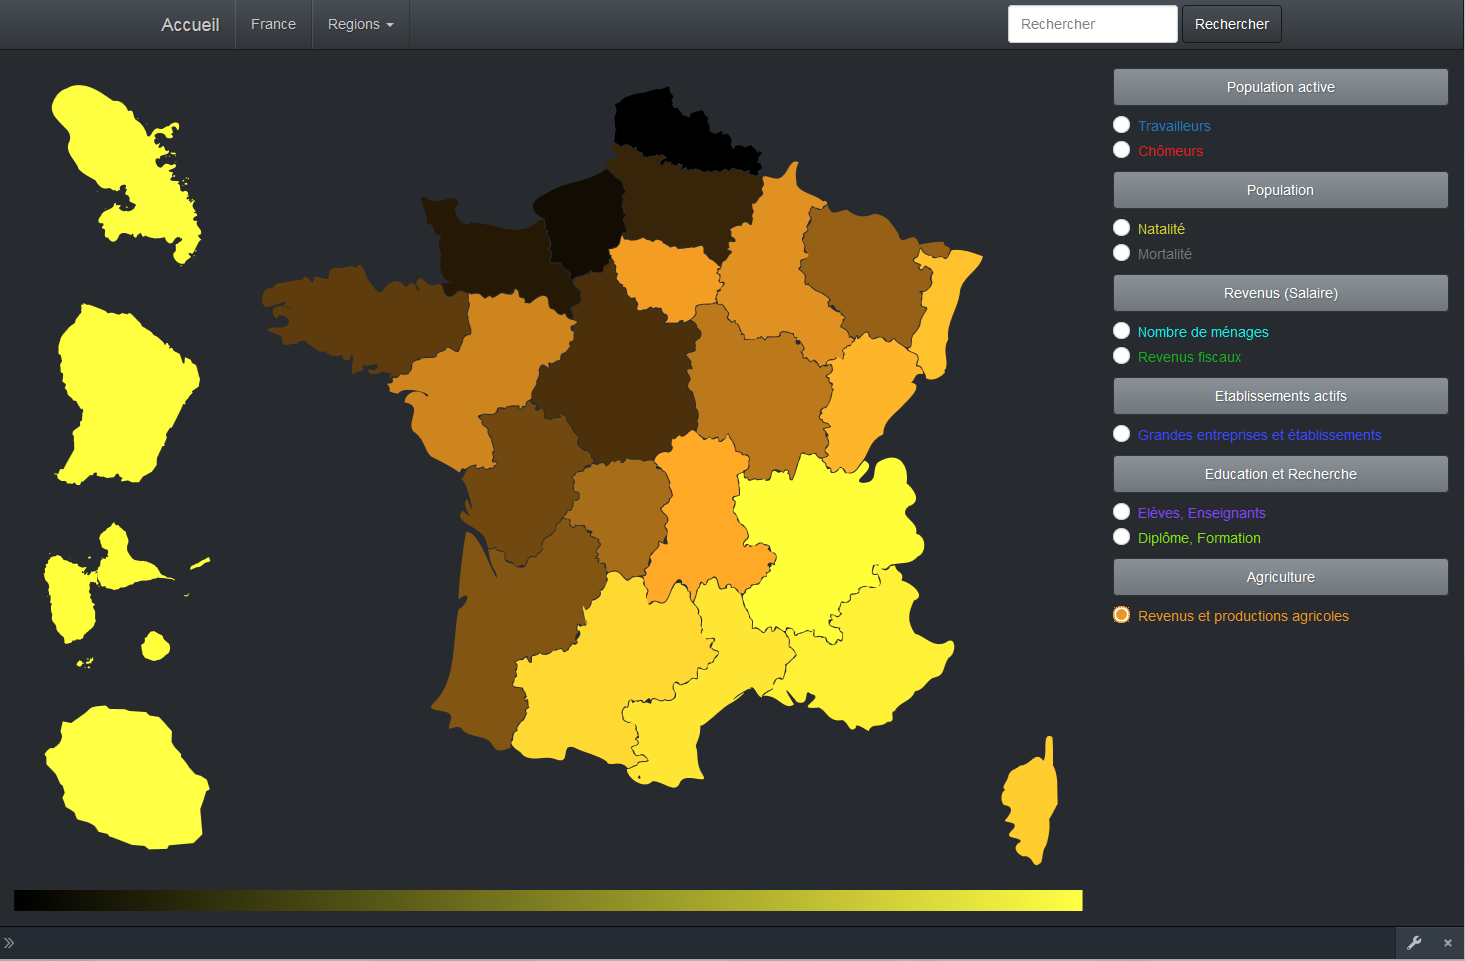 Accueil France Regions Rechercher Rechercher
Population active
Travailleurs
Chômeurs
Population
Natalité
Mortalité
Revenus (Salaire)
Nombre de ménages
Revenus fiscaux
Etablissements actifs
Grandes entreprises et établissements
Education et Recherche
Elèves, Enseignants
Diplôme, Formation
Agriculture
Revenus et productions agricoles